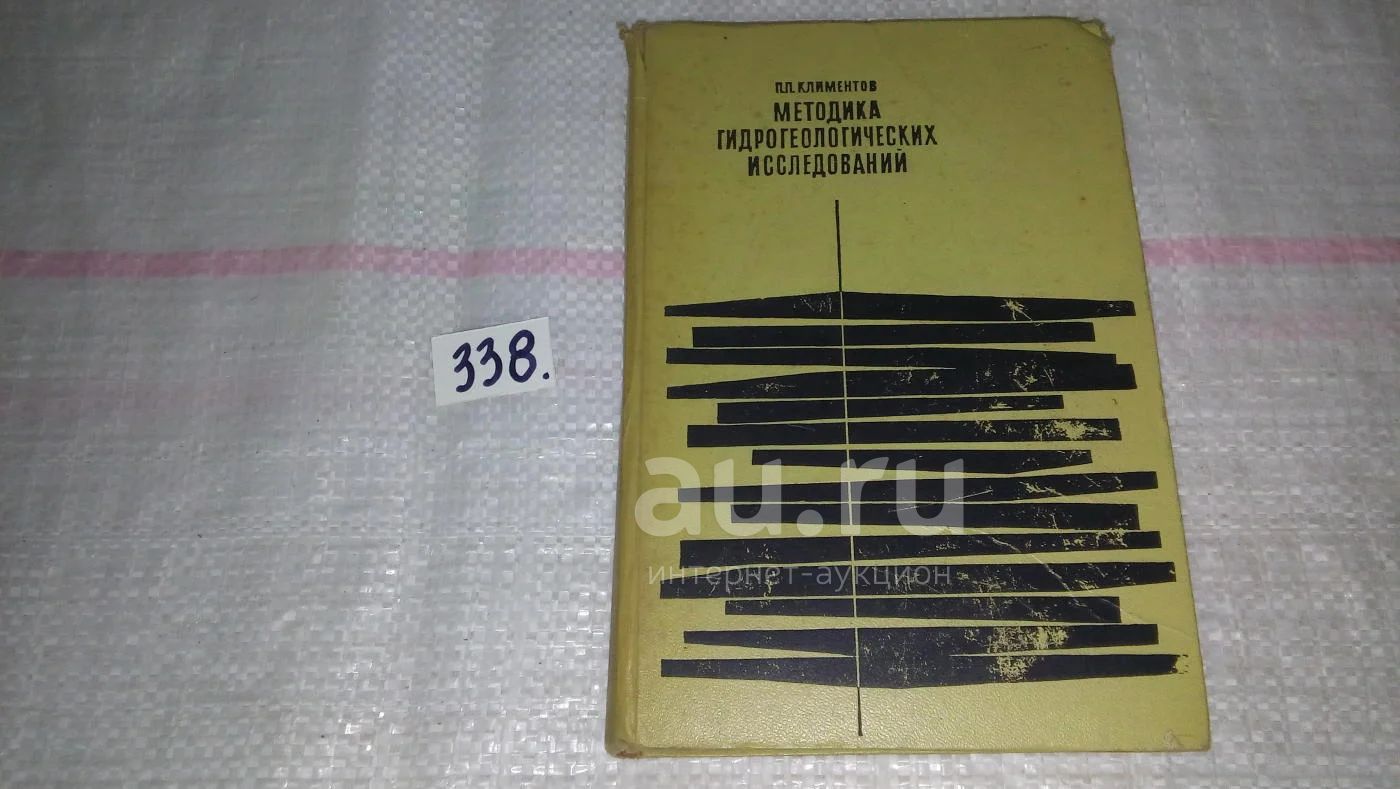 П.П. КЛИМЕНТОВ
МЕТОДИКА
ГИДРОГЕОЛОГИЧЕСКИХ
ИССЛЕДОВАНИЙ
338.
au.ru
интернет-аукцион